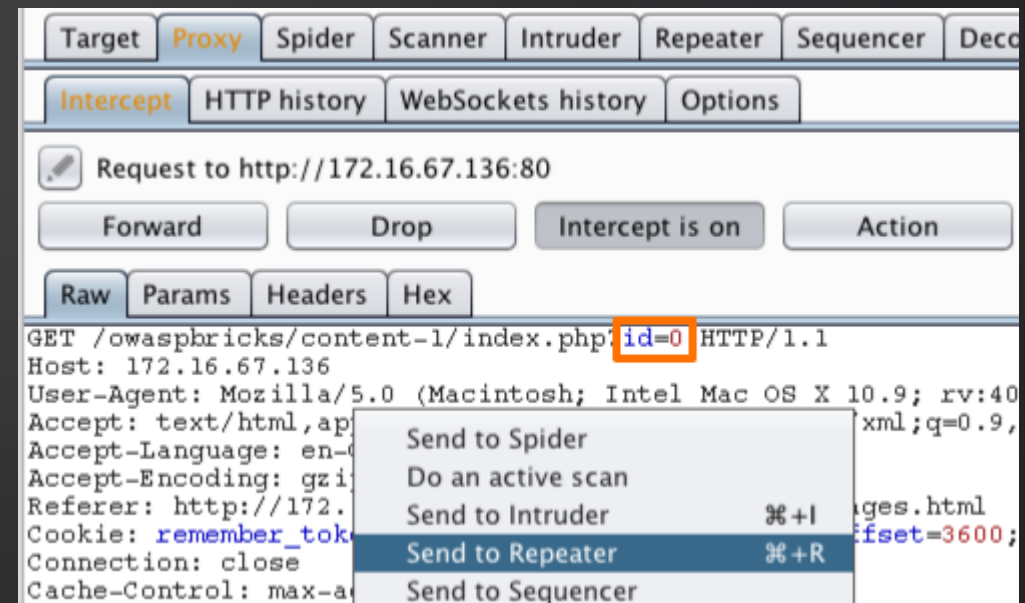 Target Proxy Spider Scanner Intruder Repeater Sequencer Deco
Intercept HTTP history WebSockets history Options
Request to http://172.16.67.136:80
Forward Drop Intercept is on Action
Raw Params Headers Hex
GET /owaspbricks/content-1/index.php?id=0 HTTP/1.1
Host: 172.16.67.136
User-Agent: Mozilla/5.0 (Macintosh; Intel Mac OS X 10.9; rv:40
Accept: text/html,ap xml;q=0.9,
Accept-Language: en-
Accept-Encoding: gzi
Referer: http://172. ges.html
Cookie: remember_tok ffset=3600;
Connection: close
Cache-Control: max-a
Send to Spider
Do an active scan
Send to Intruder ⌘+I
Send to Repeater ⌘+R
Send to Sequencer